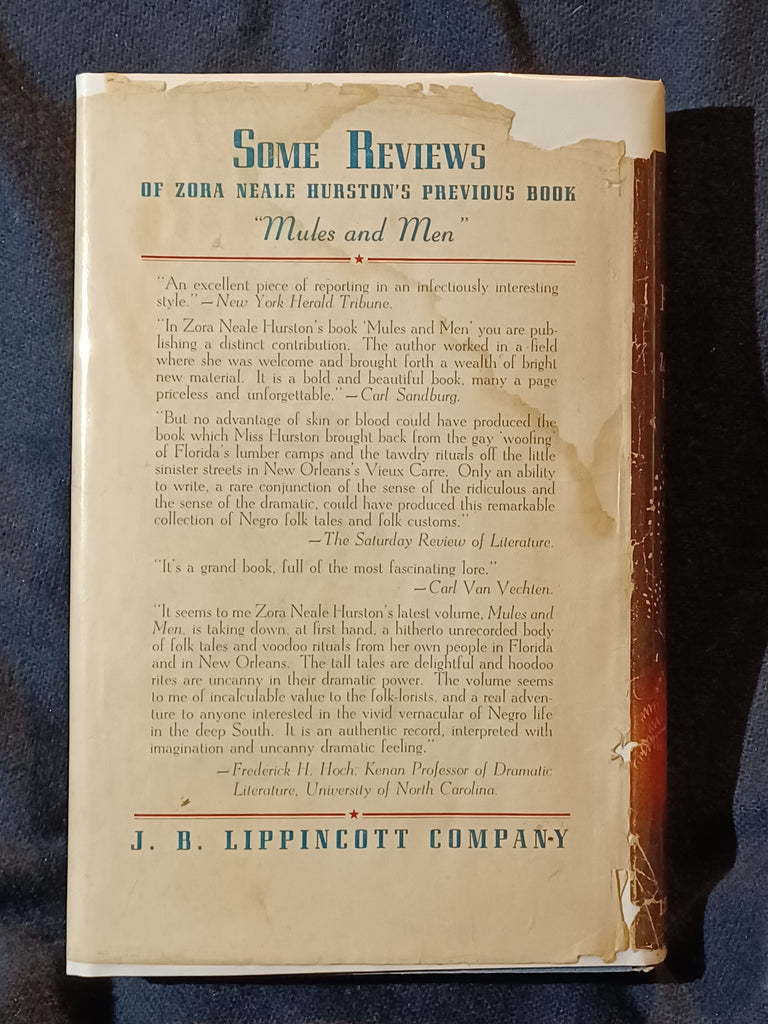 SOME REVIEWS
OF ZORA NEALE HURSTON'S PREVIOUS BOOK
"Mules and Men"
"An excellent piece of reporting in an infectiously interesting
style."—New York Herald Tribune.
"In Zora Neale Hurston's book 'Mules and Men' you are pub-
lishing a distinct contribution. The author worked in a field
where she was welcome and brought forth a wealth of bright
new material. It is a bold and beautiful book, many a page
priceless and unforgettable."—Carl Sandburg.
"But no advantage of skin or blood could have produced the
book which Miss Hurston brought back from the gay 'woofing'
of Florida's lumber camps and the tawdry rituals off the little
sinister streets in New Orleans's Vieux Carre. Only an ability
to write, a rare conjunction of the sense of the ridiculous and
the sense of the dramatic, could have produced this remarkable
collection of Negro folk tales and folk customs."
—The Saturday Review of Literature.
"It's a grand book, full of the most fascinating lore."
—Carl Van Vechten.
"It seems to me Zora Neale Hurston's latest volume, Mules and
Men, is taking down, at first hand, a hitherto unrecorded body
of folk tales and voodoo rituals from her own people in Florida
and in New Orleans. The tall tales are delightful and hoodoo
rites are uncanny in their dramatic power. The volume seems
to me of incalculable value to the folk-lorists, and a real adven-
ture to anyone interested in the vivid vernacular of Negro life
in the deep South. It is an authentic record, interpreted with
imagination and uncanny dramatic feeling."
—Frederick H. Hoch, Kenan Professor of Dramatic
Literature, University of North Carolina.
J. B. LIPPINCOTT COMPANY